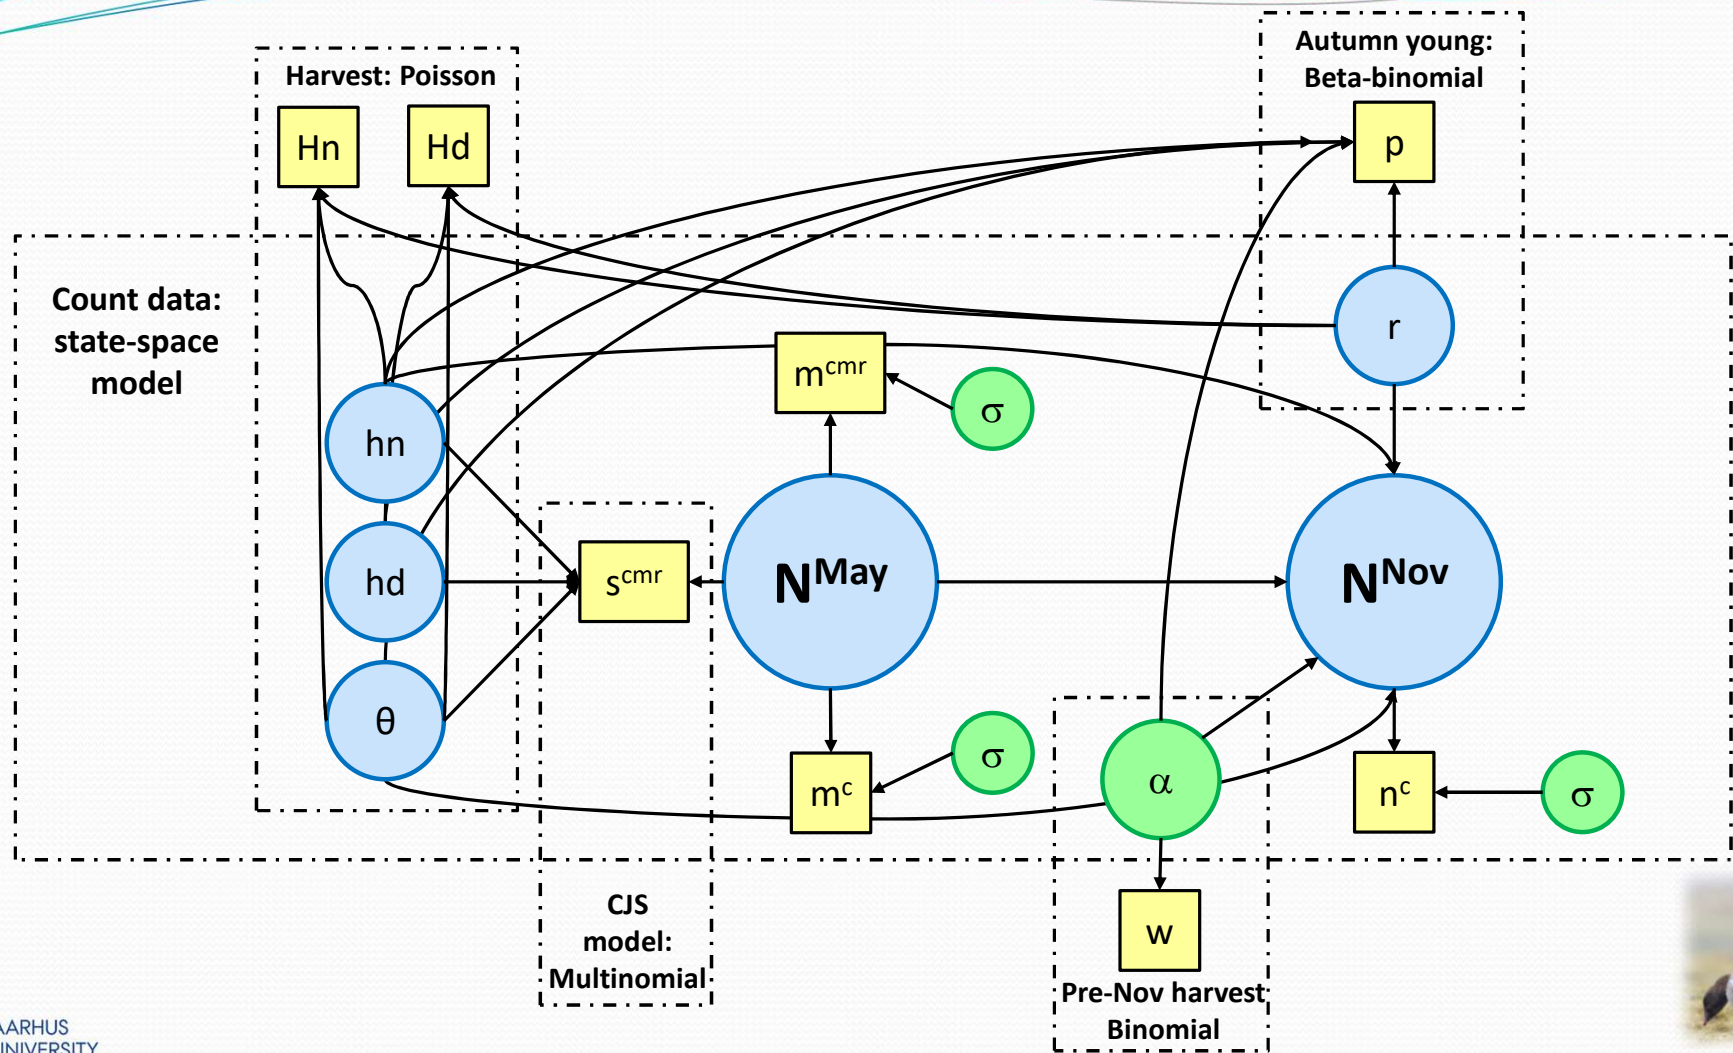 Harvest: Poisson
Hn
Hd
Autumn young:
Beta-binomial
p
Count data:
state-space
model
r
m^cmr
σ
hn
hd
θ
s^cmr
N^May
N^Nov
m^c
σ
α
n^c
σ
CJS
model:
Multinomial
w
Pre-Nov harvest
Binomial
AARHUS
UNIVERSITY